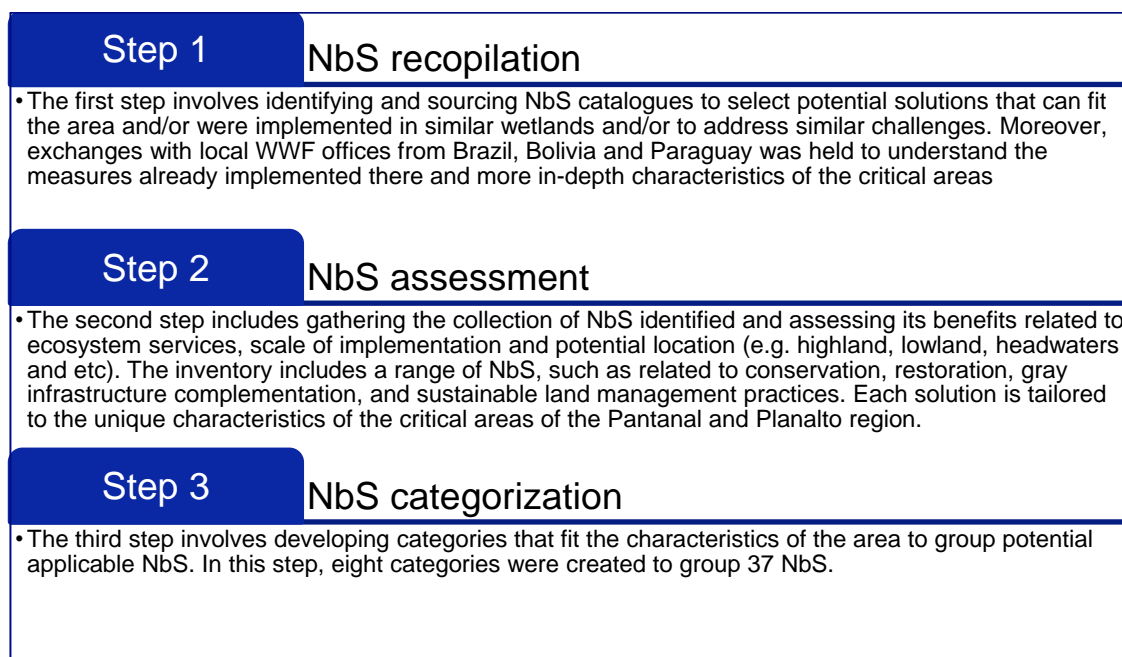 Step 1
NbS recopilation
• The first step involves identifying and sourcing NbS catalogues to select potential solutions that can fit
the area and/or were implemented in similar wetlands and/or to address similar challenges. Moreover,
exchanges with local WWF offices from Brazil, Bolivia and Paraguay was held to understand the
measures already implemented there and more in-depth characteristics of the critical areas
Step 2
NbS assessment
• The second step includes gathering the collection of NbS identified and assessing its benefits related to
ecosystem services, scale of implementation and potential location (e.g. highland, lowland, headwaters
and etc). The inventory includes a range of NbS, such as related to conservation, restoration, gray
infrastructure complementation, and sustainable land management practices. Each solution is tailored
to the unique characteristics of the critical areas of the Pantanal and Planalto region.
Step 3
NbS categorization
• The third step involves developing categories that fit the characteristics of the area to group potential
applicable NbS. In this step, eight categories were created to group 37 NbS.